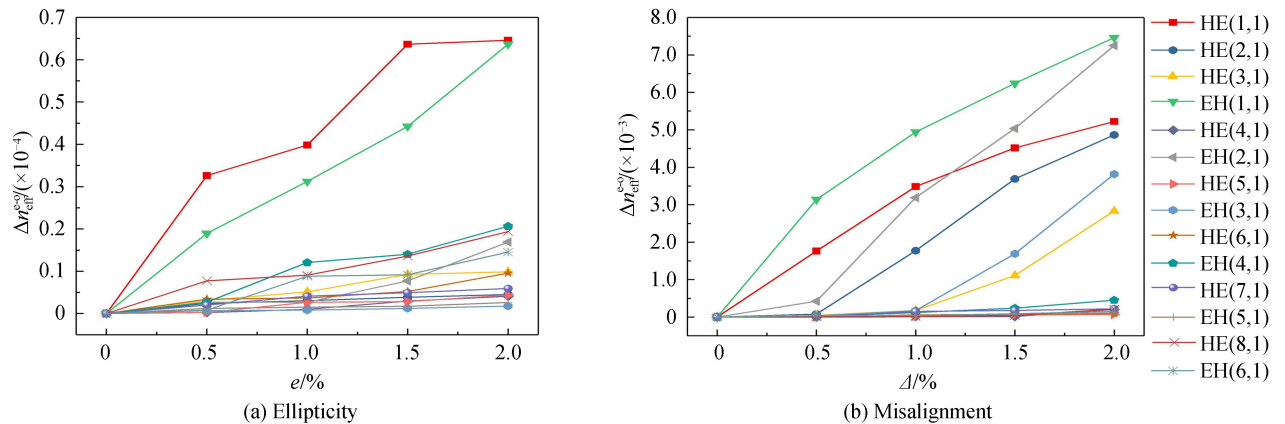 0.7
0.6
0.5
0.4
0.3
0.2
0.1
0
Δn_eff^e-o/(×10⁻⁴)
0 0.5 1.0 1.5 2.0
e/%
(a) Ellipticity
8.0
7.0
6.0
5.0
4.0
3.0
2.0
1.0
0
Δn_eff^e-o/(×10⁻³)
0 0.5 1.0 1.5 2.0
Δ/%
(b) Misalignment
HE(1,1)
HE(2,1)
HE(3,1)
EH(1,1)
HE(4,1)
EH(2,1)
HE(5,1)
EH(3,1)
HE(6,1)
EH(4,1)
HE(7,1)
EH(5,1)
HE(8,1)
EH(6,1)